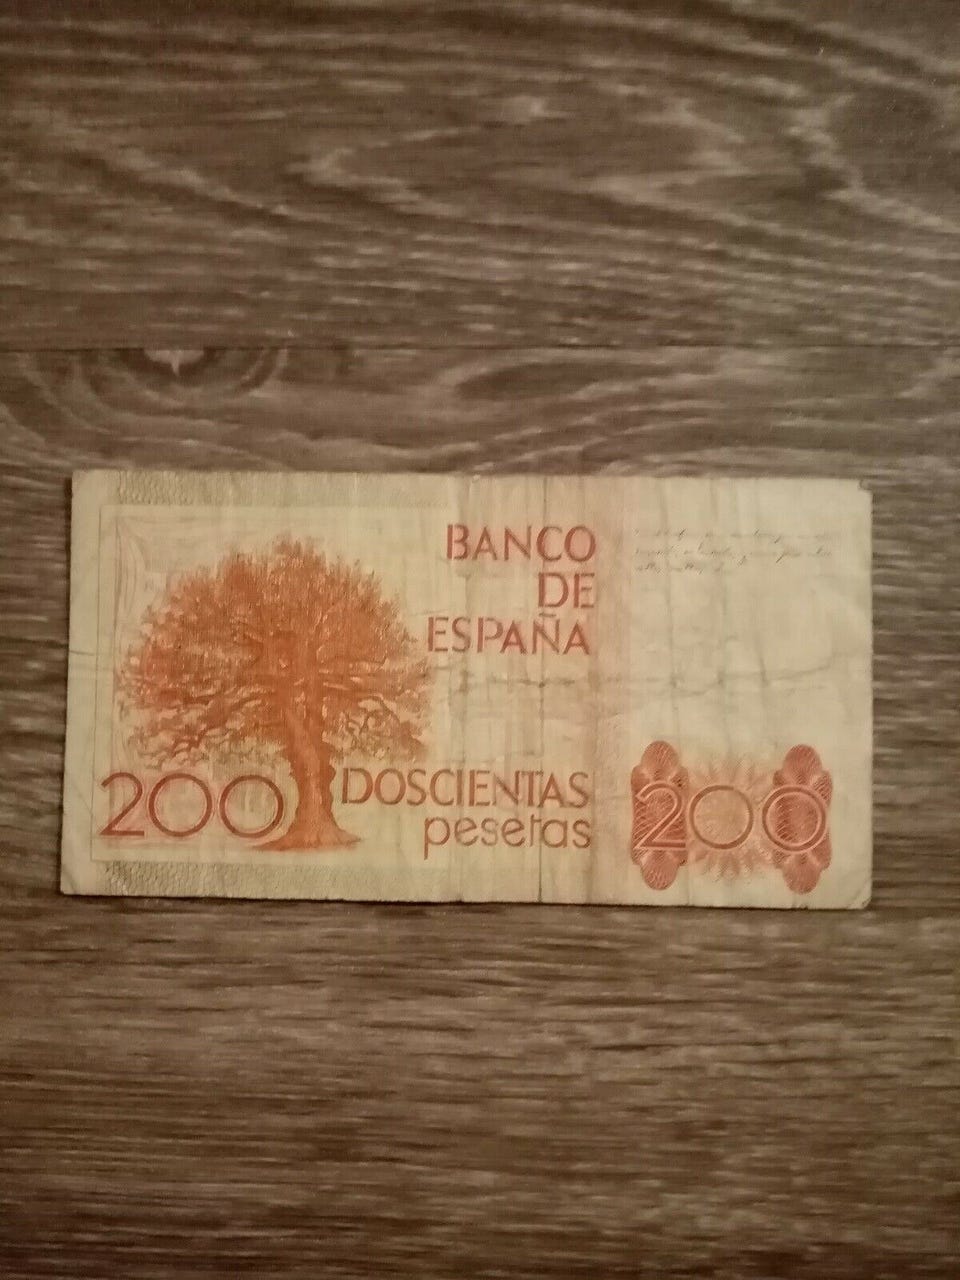 BANCO
DE
ESPAÑA
200
DOSCIENTAS
pesetas
200